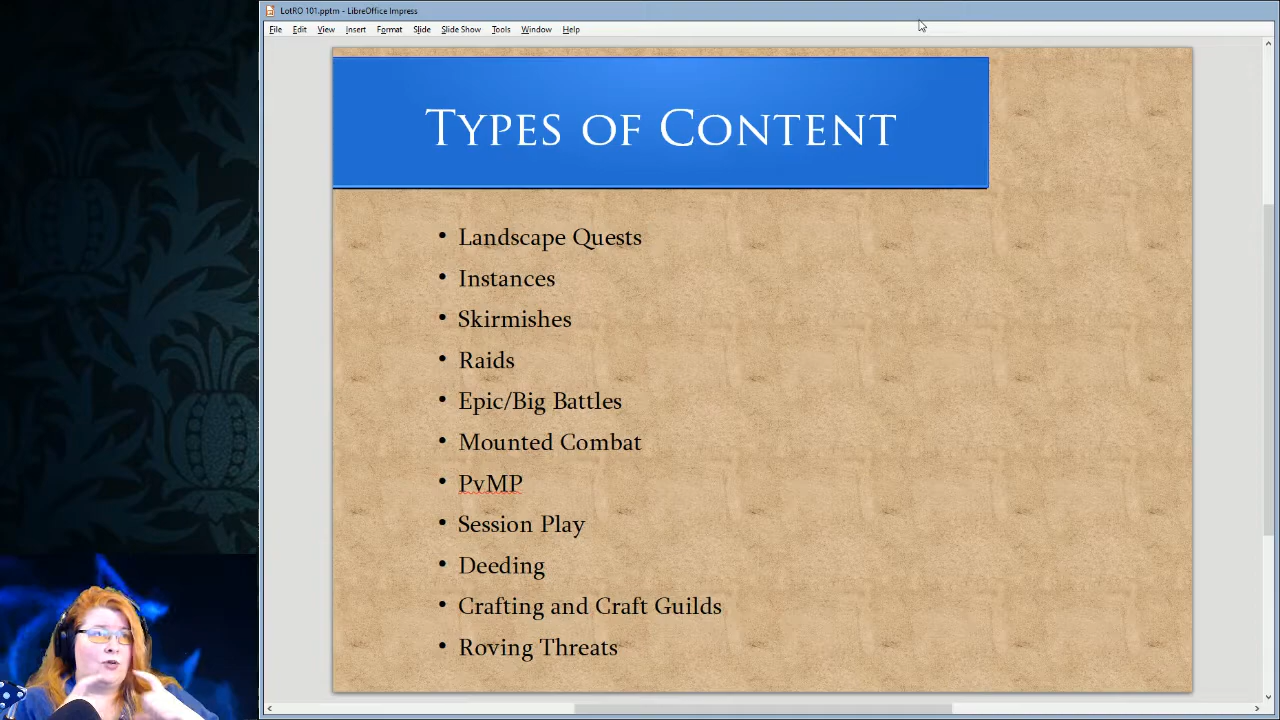 LotRO 101.pptm - LibreOffice Impress
File Edit View Insert Format Slide Slide Show Tools Window Help
Types of Content
• Landscape Quests
• Instances
• Skirmishes
• Raids
• Epic/Big Battles
• Mounted Combat
• PvMP
• Session Play
• Deeding
• Crafting and Craft Guilds
• Roving Threats